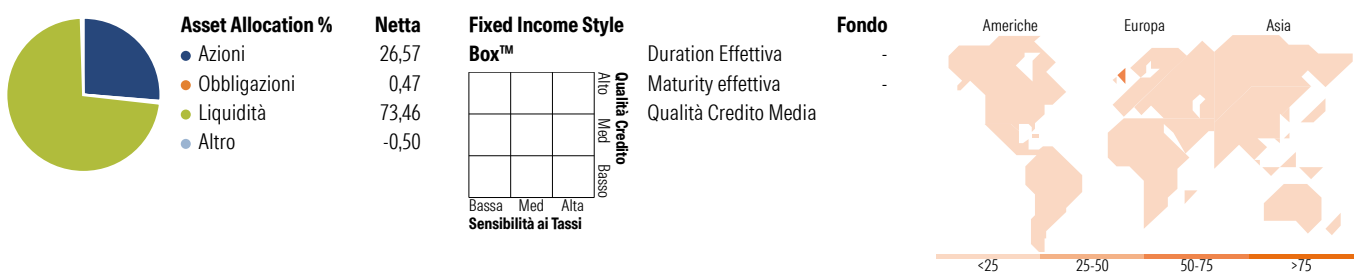 Asset Allocation % Netta
Azioni 26,57
Obbligazioni 0,47
Liquidità 73,46
Altro -0,50
Fixed Income Style
Box™
Alto Med Basso
Qualità Credito
Bassa Med Alta
Sensibilità ai Tassi
Fondo
Duration Effettiva -
Maturity effettiva -
Qualità Credito Media
Americhe Europa Asia
<25 25-50 50-75 >75